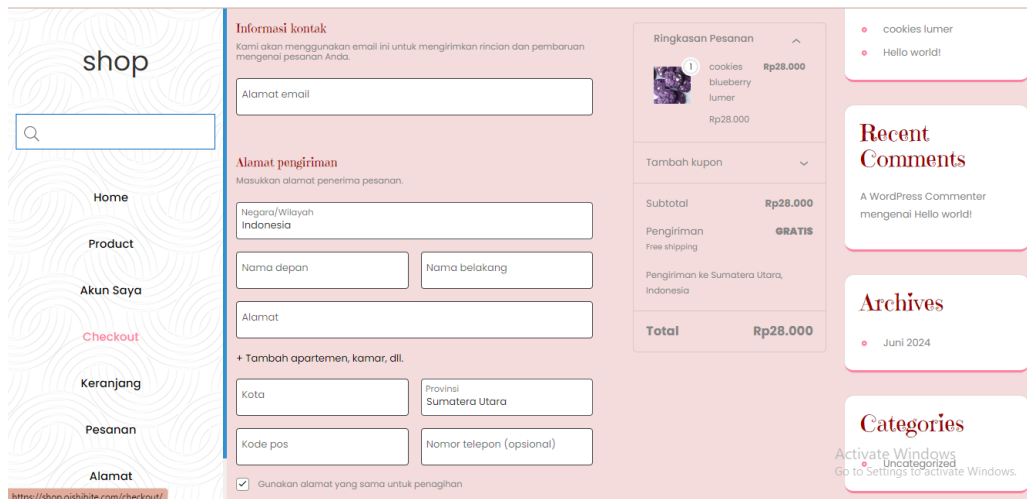 shop
Home
Product
Akun Saya
Checkout
Keranjang
Pesanan
Alamat
https://shop.oishibite.com/checkout/
Informasi kontak
Kami akan menggunakan email ini untuk mengirimkan rincian dan pembaruan
mengenai pesanan Anda.
Alamat email
Alamat pengiriman
Masukkan alamat penerima pesanan.
Negara/Wilayah
Indonesia
Nama depan
Nama belakang
Alamat
+ Tambah apartemen, kamar, dll.
Kota
Provinsi
Sumatera Utara
Kode pos
Nomor telepon (opsional)
Gunakan alamat yang sama untuk penagihan
Ringkasan Pesanan
1
cookies
blueberry
lumer
Rp28.000
Rp28.000
Tambah kupon
Subtotal Rp28.000
Pengiriman GRATIS
Free shipping
Pengiriman ke Sumatera Utara,
Indonesia
Total Rp28.000
cookies lumer
Hello world!
Recent
Comments
A WordPress Commenter
mengenai Hello world!
Archives
Juni 2024
Categories
Uncategorized
Activate Windows
Go to Settings to activate Windows.